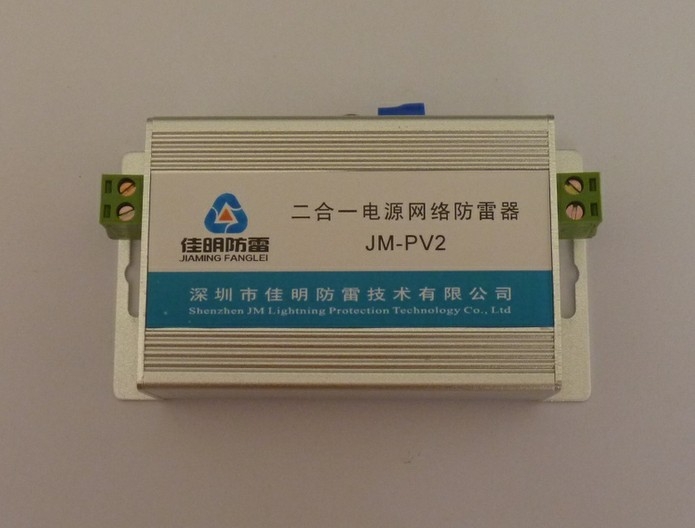 佳明防雷
JIAMING FANGLEI
二合一电源网络防雷器
JM-PV2
深圳市佳明防雷技术有限公司
Shenzhen JM Lightning Protection Technology Co., Ltd